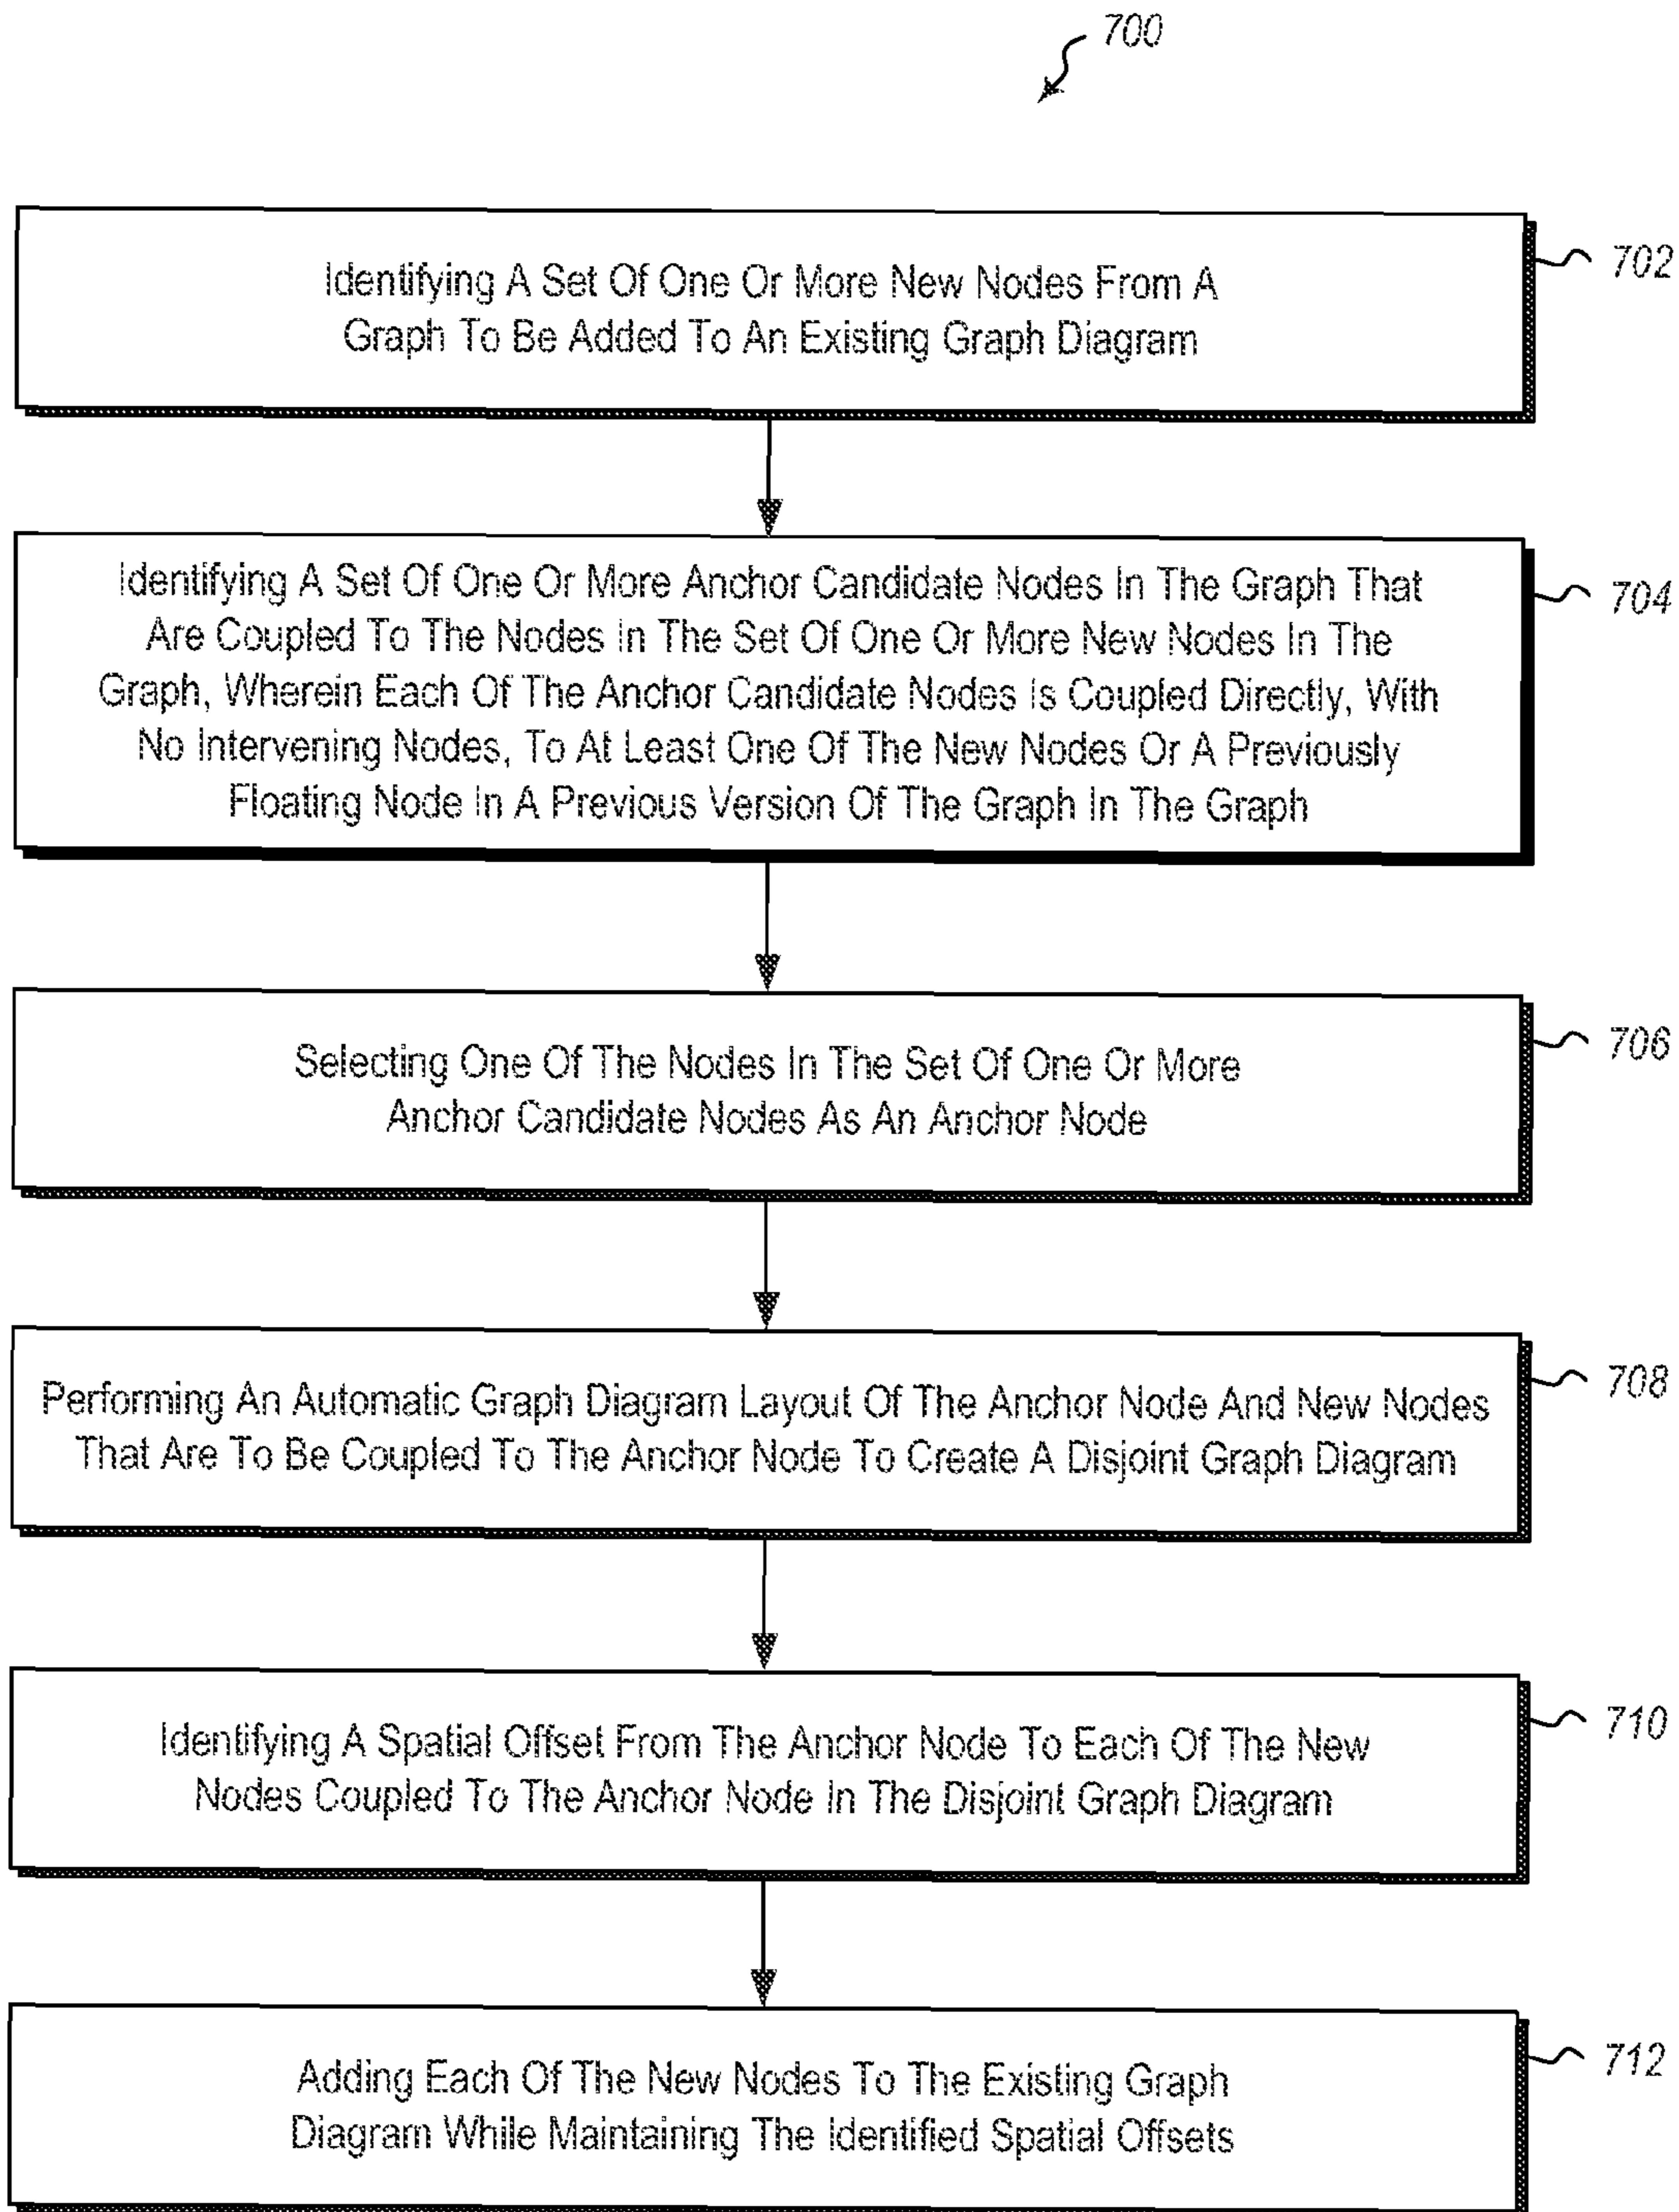 700
Identifying A Set Of One Or More New Nodes From A
Graph To Be Added To An Existing Graph Diagram
702
Identifying A Set Of One Or More Anchor Candidate Nodes In The Graph That
Are Coupled To The Nodes In The Set Of One Or More New Nodes In The
Graph, Wherein Each Of The Anchor Candidate Nodes Is Coupled Directly, With
No Intervening Nodes, To At Least One Of The New Nodes Or A Previously
Floating Node In A Previous Version Of The Graph In The Graph
704
Selecting One Of The Nodes In The Set Of One Or More
Anchor Candidate Nodes As An Anchor Node
706
Performing An Automatic Graph Diagram Layout Of The Anchor Node And New Nodes
That Are To Be Coupled To The Anchor Node To Create A Disjoint Graph Diagram
708
Identifying A Spatial Offset From The Anchor Node To Each Of The New
Nodes Coupled To The Anchor Node In The Disjoint Graph Diagram
710
Adding Each Of The New Nodes To The Existing Graph
Diagram While Maintaining The Identified Spatial Offsets
712